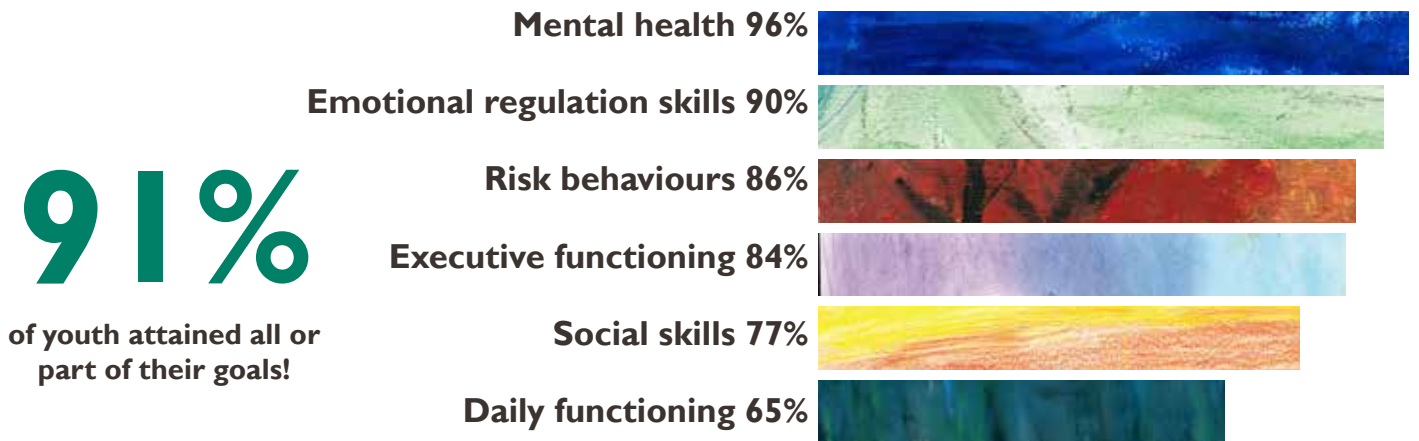 91%
of youth attained all or
part of their goals!
Mental health 96%
Emotional regulation skills 90%
Risk behaviours 86%
Executive functioning 84%
Social skills 77%
Daily functioning 65%